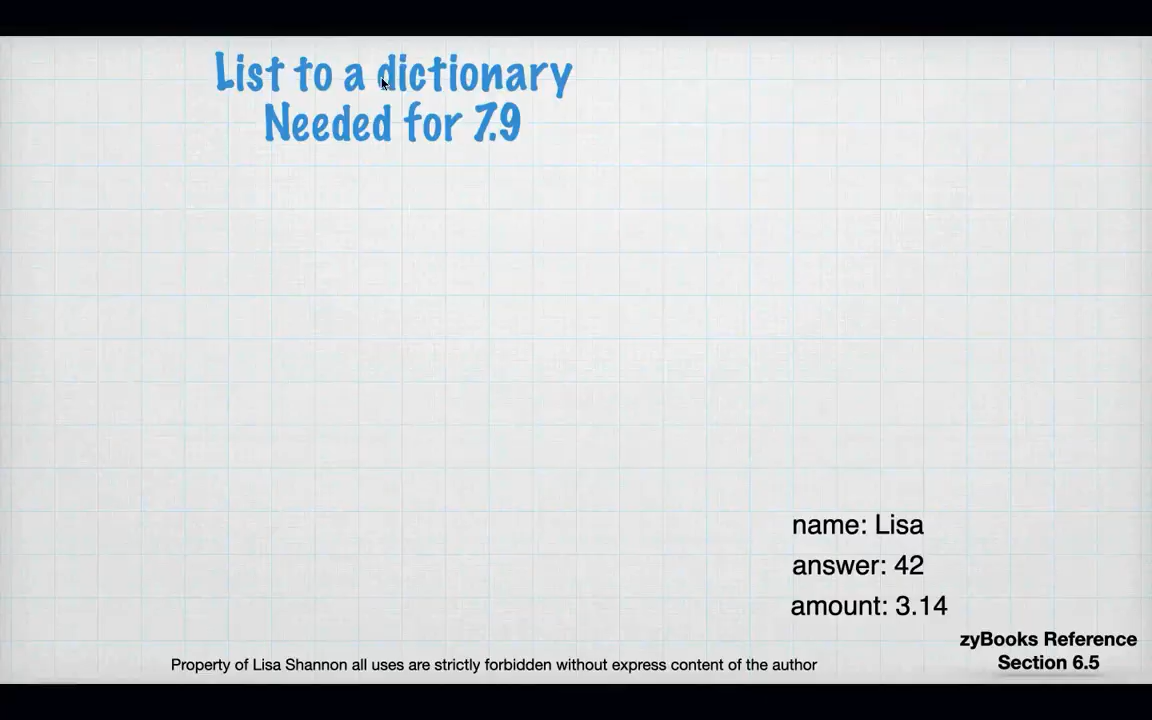 List to a dictionary
Needed for 7.9
name: Lisa
answer: 42
amount: 3.14
zyBooks Reference
Section 6.5
Property of Lisa Shannon all uses are strictly forbidden without express content of the author